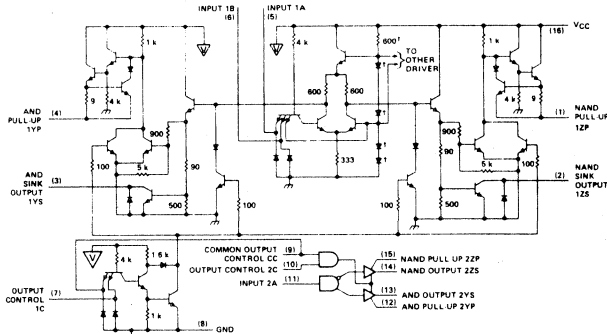 INPUT 1B
(6)
INPUT 1A
(5)
VCC
(16)
V
V
1 k
4 k
600†
TO
OTHER
DRIVER
1 k
†
†
†
†
AND
PULL-UP
1YP
(4)
9
4 k
600
600
4 k
9
(1)
NAND
PULL-UP
1ZP
900
900
100
5 k
90
333
90
5 k
100
AND
SINK
OUTPUT
1YS
(3)
500
100
100
500
(2)
NAND
SINK
OUTPUT
1ZS
V
4 k
1.6 k
1 k
OUTPUT
CONTROL
1C
(7)
(8)
GND
COMMON OUTPUT
CONTROL CC
(9)
OUTPUT CONTROL 2C
(10)
INPUT 2A
(11)
(15)
NAND PULL UP 2ZP
(14)
NAND OUTPUT 2ZS
(13)
AND OUTPUT 2YS
(12)
AND PULL-UP 2YP